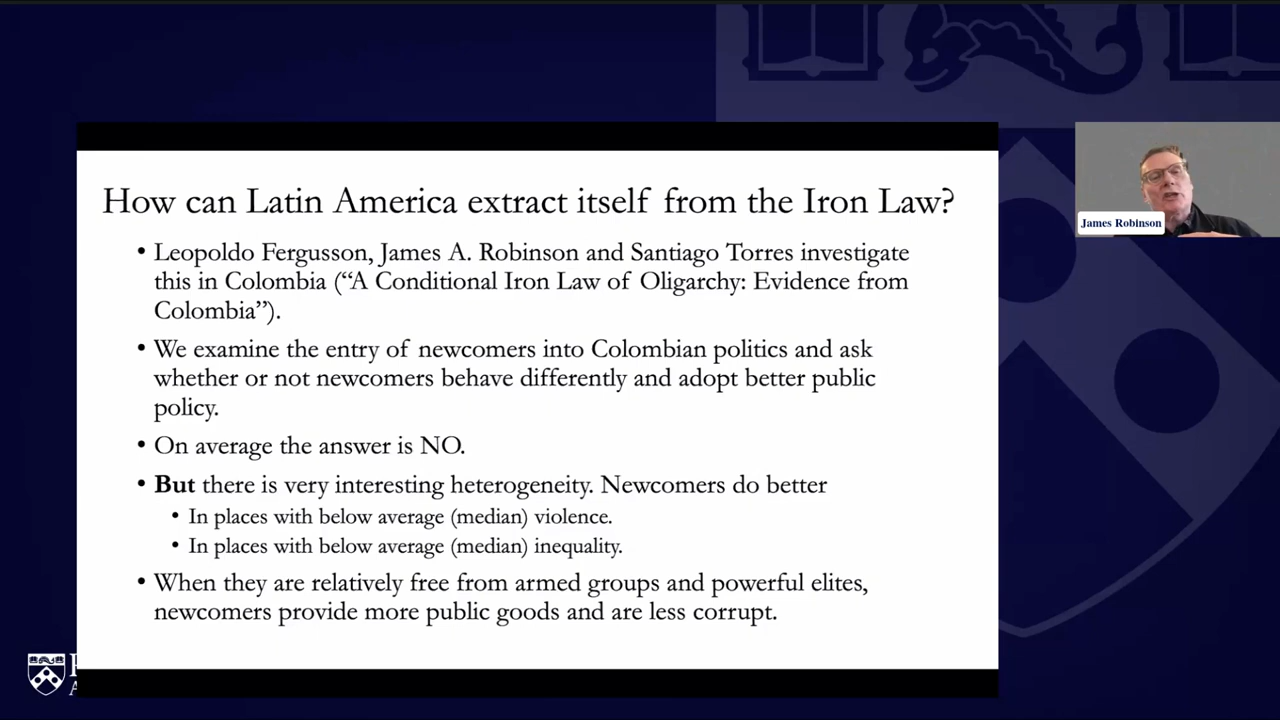 How can Latin America extract itself from the Iron Law?
• Leopoldo Fergusson, James A. Robinson and Santiago Torres investigate
this in Colombia (“A Conditional Iron Law of Oligarchy: Evidence from
Colombia”).
• We examine the entry of newcomers into Colombian politics and ask
whether or not newcomers behave differently and adopt better public
policy.
• On average the answer is NO.
• But there is very interesting heterogeneity. Newcomers do better
• In places with below average (median) violence.
• In places with below average (median) inequality.
• When they are relatively free from armed groups and powerful elites,
newcomers provide more public goods and are less corrupt.
James Robinson